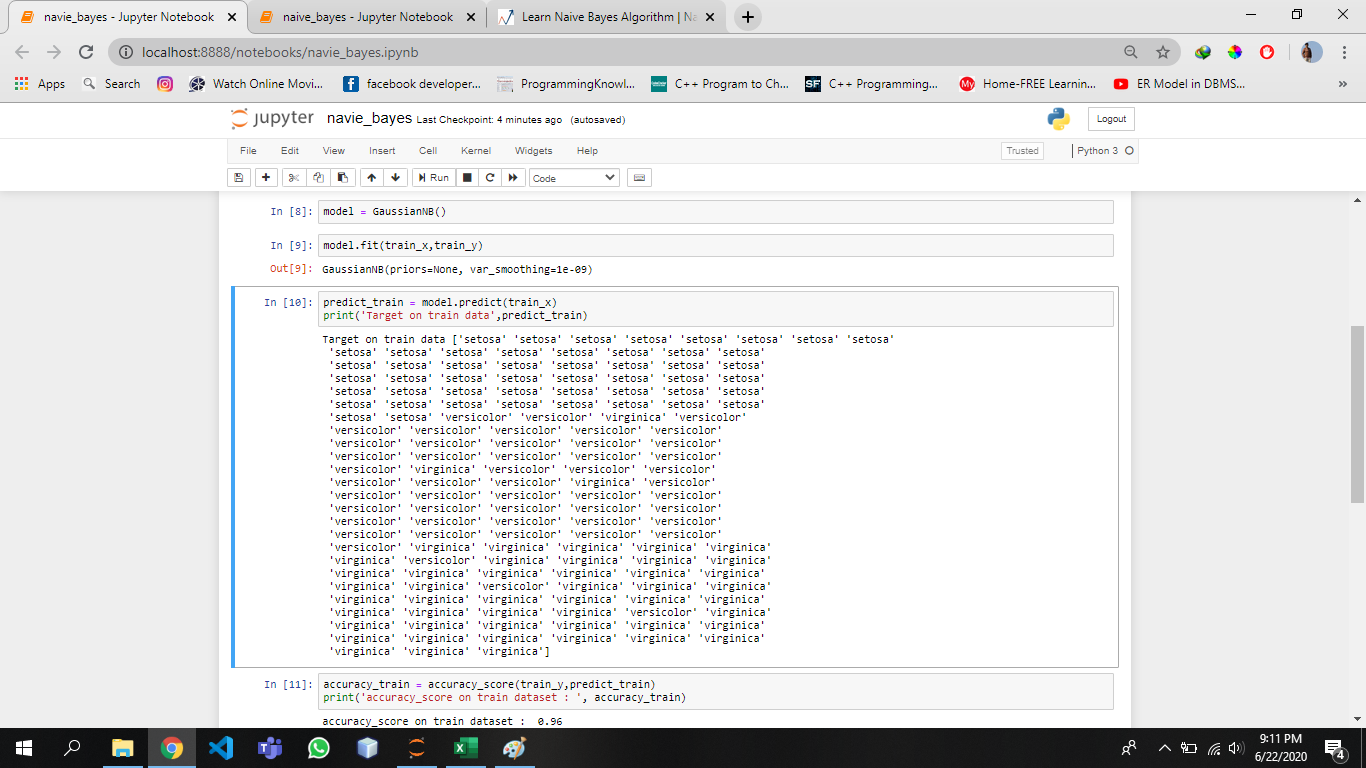 navie_bayes - Jupyter Notebook
naive_bayes - Jupyter Notebook
Learn Naive Bayes Algorithm | Na
localhost:8888/notebooks/navie_bayes.ipynb
Apps Search Watch Online Movi... facebook developer... ProgrammingKnowl... C++ Program to Ch... SF C++ Programming... My Home-FREE Learnin... ER Model in DBMS... »
jupyter navie_bayes Last Checkpoint: 4 minutes ago (autosaved) Logout
File Edit View Insert Cell Kernel Widgets Help Trusted Python 3
Run Code
In [8]: model = GaussianNB()
In [9]: model.fit(train_x,train_y)
Out[9]: GaussianNB(priors=None, var_smoothing=1e-09)
In [10]: predict_train = model.predict(train_x)
print('Target on train data',predict_train)
Target on train data ['setosa' 'setosa' 'setosa' 'setosa' 'setosa' 'setosa' 'setosa' 'setosa'
'setosa' 'setosa' 'setosa' 'setosa' 'setosa' 'setosa' 'setosa' 'setosa'
'setosa' 'setosa' 'setosa' 'setosa' 'setosa' 'setosa' 'setosa' 'setosa'
'setosa' 'setosa' 'setosa' 'setosa' 'setosa' 'setosa' 'setosa' 'setosa'
'setosa' 'setosa' 'setosa' 'setosa' 'setosa' 'setosa' 'setosa' 'setosa'
'setosa' 'setosa' 'setosa' 'setosa' 'setosa' 'setosa' 'setosa' 'setosa'
'setosa' 'setosa' 'versicolor' 'versicolor' 'virginica' 'versicolor'
'versicolor' 'versicolor' 'versicolor' 'versicolor' 'versicolor'
'versicolor' 'versicolor' 'versicolor' 'versicolor' 'versicolor'
'versicolor' 'versicolor' 'versicolor' 'versicolor' 'versicolor'
'versicolor' 'virginica' 'versicolor' 'versicolor' 'versicolor'
'versicolor' 'versicolor' 'versicolor' 'virginica' 'versicolor'
'versicolor' 'versicolor' 'versicolor' 'versicolor' 'versicolor'
'versicolor' 'versicolor' 'versicolor' 'versicolor' 'versicolor'
'versicolor' 'versicolor' 'versicolor' 'versicolor' 'versicolor'
'versicolor' 'versicolor' 'versicolor' 'versicolor' 'versicolor'
'versicolor' 'virginica' 'virginica' 'virginica' 'virginica' 'virginica'
'virginica' 'versicolor' 'virginica' 'virginica' 'virginica' 'virginica'
'virginica' 'virginica' 'virginica' 'virginica' 'virginica' 'virginica'
'virginica' 'virginica' 'versicolor' 'virginica' 'virginica' 'virginica'
'virginica' 'virginica' 'virginica' 'virginica' 'virginica' 'virginica'
'virginica' 'virginica' 'virginica' 'virginica' 'versicolor' 'virginica'
'virginica' 'virginica' 'virginica' 'virginica' 'virginica' 'virginica'
'virginica' 'virginica' 'virginica' 'virginica' 'virginica' 'virginica'
'virginica' 'virginica' 'virginica']
In [11]: accuracy_train = accuracy_score(train_y,predict_train)
print('accuracy_score on train dataset : ', accuracy_train)
accuracy_score on train dataset :  0.96
9:11 PM
6/22/2020
4